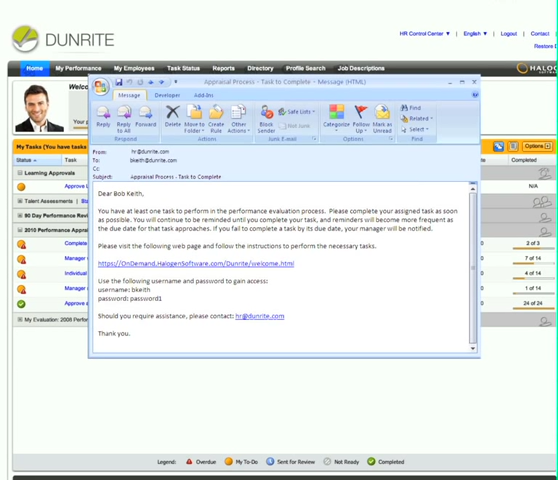 HR Control Center English Logout Contact
Restore
DUNRITE
Home My Performance My Employees Task Status Reports Directory Profile Search Job Descriptions
HALOG
Welco
Your p
My Tasks (You have tasks
Options
Status Task
Completed
Learning Approvals
Approve
N/A
Talent Assessments
90 Day Performance Revi
2010 Performance Apprai
Complete
2 of 3
Manager
7 of 14
Individual
4 of 14
Manager
1 of 14
Approve
24 of 24
My Evaluation: 2008 Perform
Appraisal Process - Task to Complete - Message (HTML)
Message Developer Add-Ins
Reply Reply to All Forward
Respond
Delete Move to Folder Create Rule Other Actions
Actions
Block Sender Safe Lists Not Junk
Junk E-mail
Categorize Follow Up Mark as Unread
Options
Find Related Select
Find
From: hr@dunrite.com
To: bkeith@dunrite.com
Cc:
Subject: Appraisal Process - Task to Complete
Dear Bob Keith,
You have at least one task to perform in the performance evaluation process. Please complete your assigned task as soon
as possible. You will continue to be reminded until you complete your task, and reminders will become more frequent as
the due date for that task approaches. If you fail to complete a task by its due date, your manager will be notified.
Please visit the following web page and follow the instructions to perform the necessary tasks.
https://OnDemand.HalogenSoftware.com/Dunrite/welcome.html
Use the following username and password to gain access:
username: bkeith
password: password1
Should you require assistance, please contact: hr@dunrite.com
Thank you.
Legend: Overdue My To-Do Sent for Review Not Ready Completed